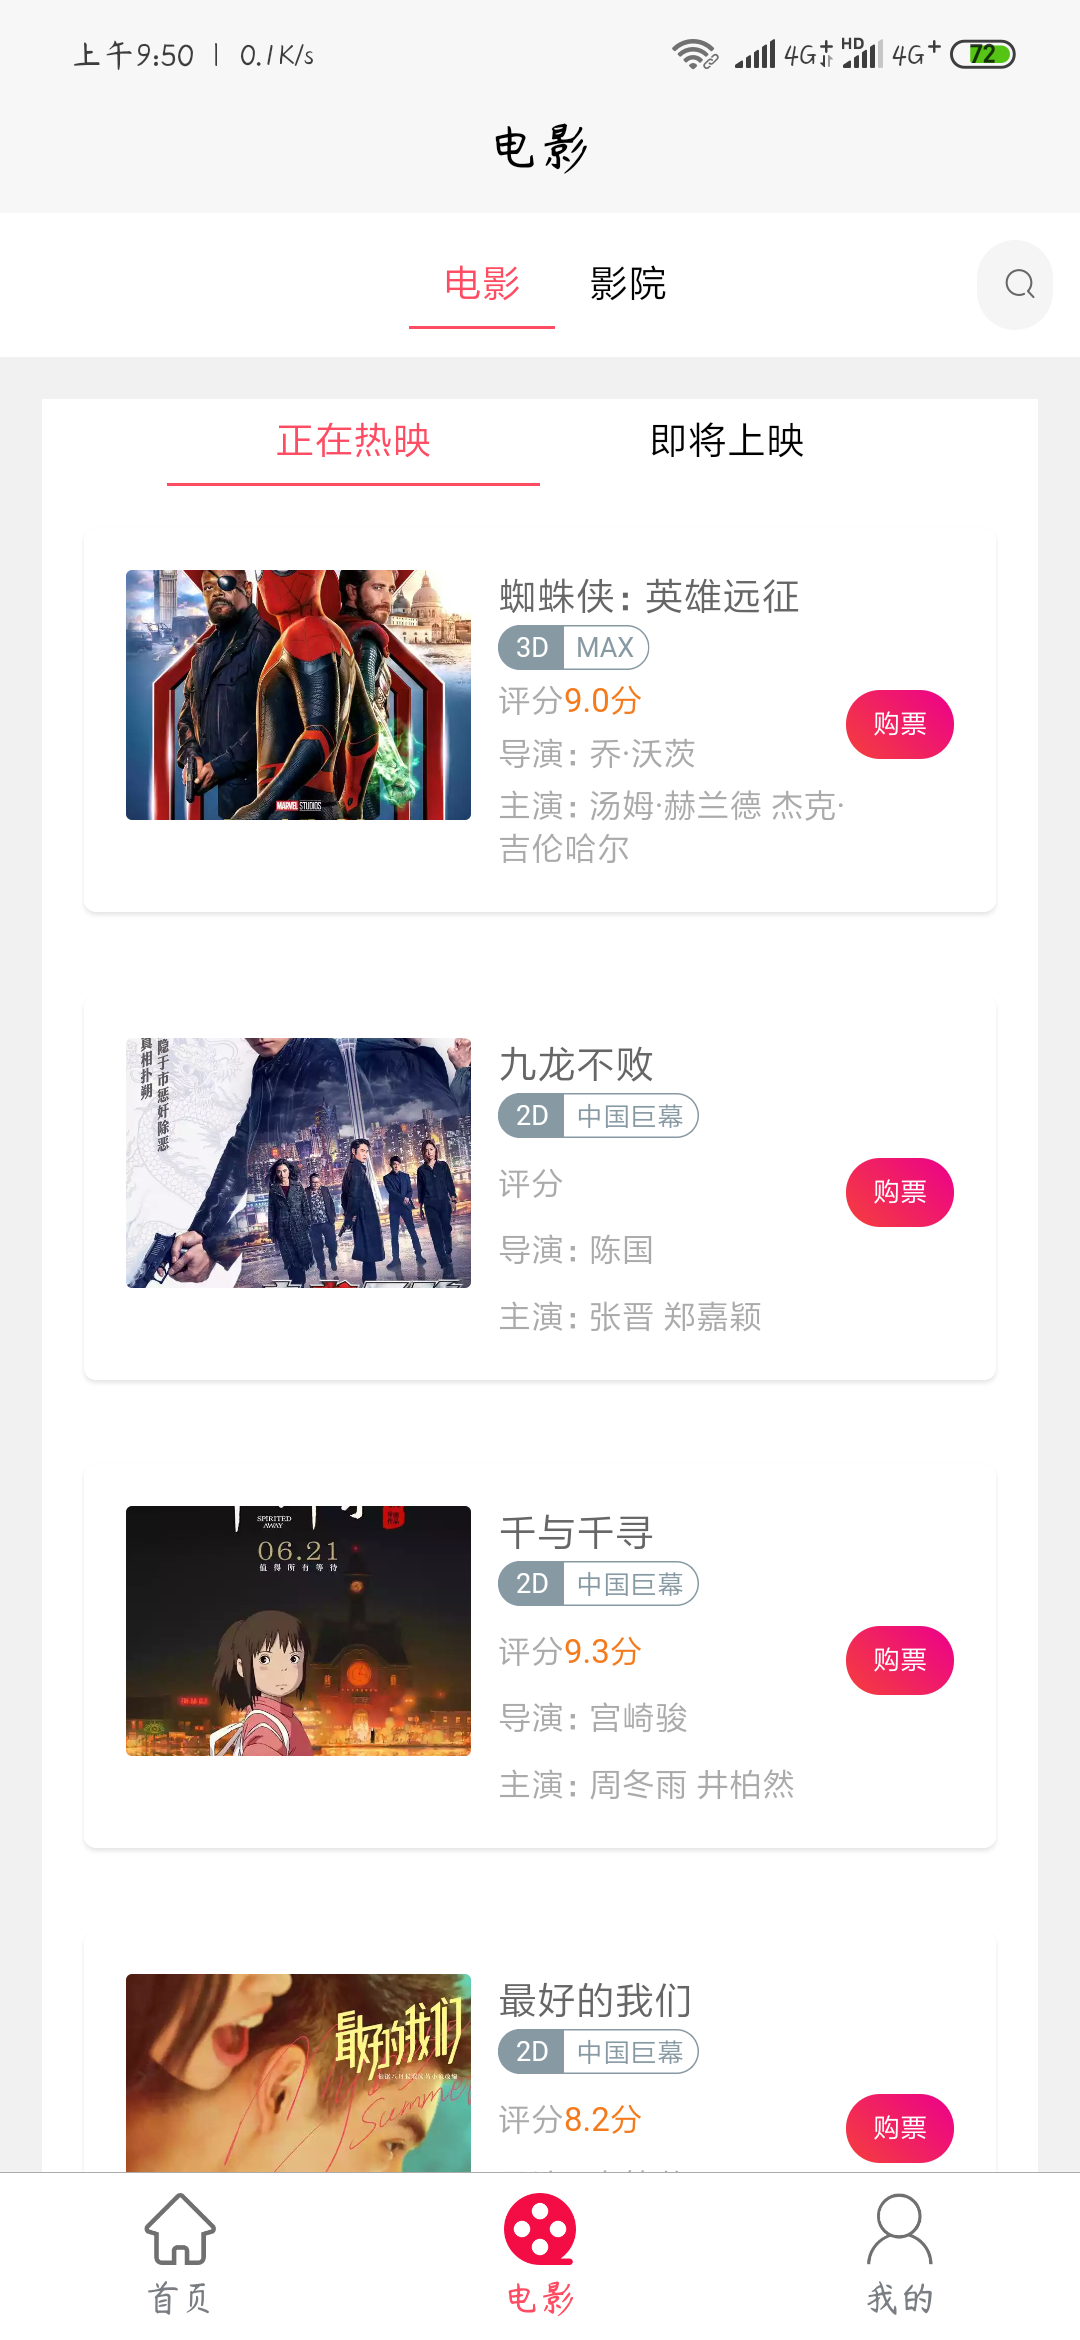 上午9:50 | 0.1K/s
4G HD 4G+ 72
电影
电影 影院
正在热映 即将上映
MARVEL STUDIOS
蜘蛛侠：英雄远征
3D MAX
评分9.0分
购票
导演：乔·沃茨
主演：汤姆·赫兰德 杰克·
吉伦哈尔
隐于市惩奸除恶
真相扑朔
九龙不败
2D 中国巨幕
评分
购票
导演：陈国
主演：张晋 郑嘉颖
SPIRITED
AWAY
06.21
值得所有等待
千与千寻
2D 中国巨幕
评分9.3分
购票
导演：宫崎骏
主演：周冬雨 井柏然
最好的我们
Summer
最好的我们
2D 中国巨幕
评分8.2分
购票
首页 电影 我的